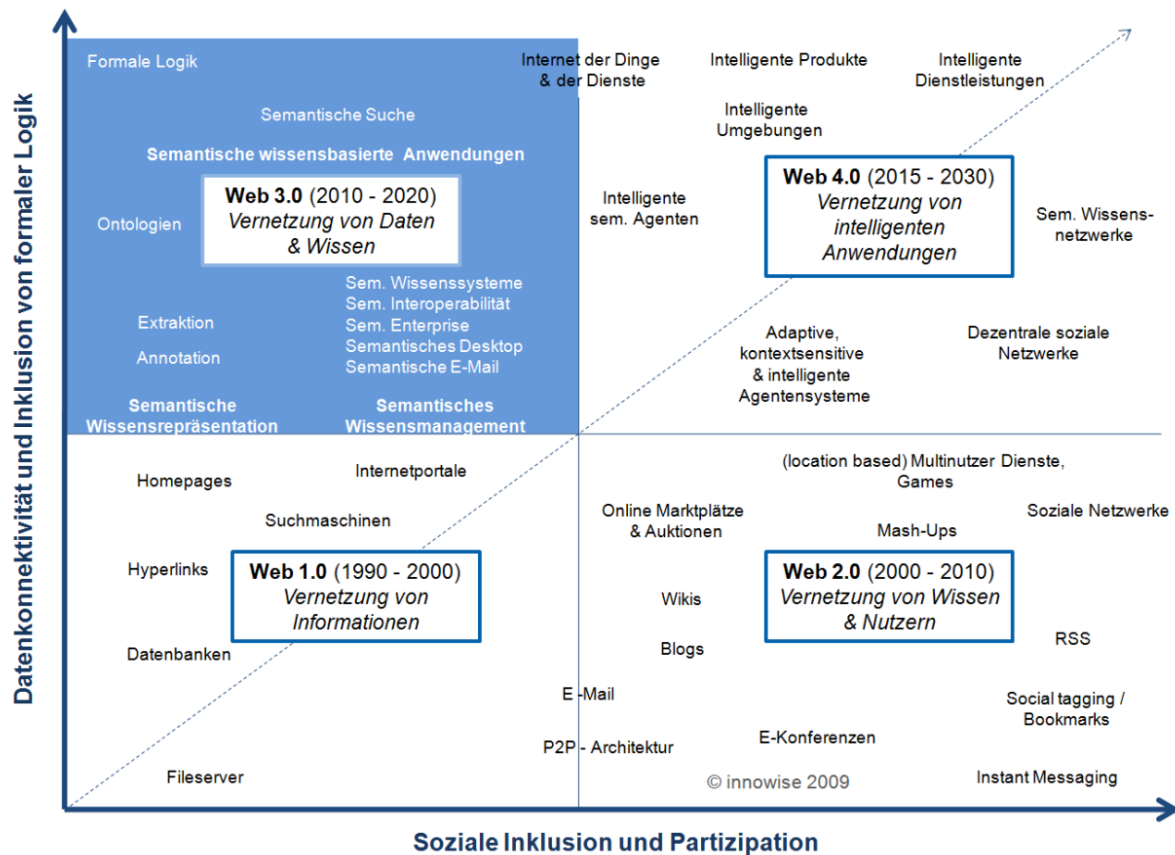 Datenkonnektivität und Inklusion von formaler Logik
Formale Logik
Semantische Suche
Semantische wissensbasierte Anwendungen
Web 3.0 (2010 - 2020)
Vernetzung von Daten
& Wissen
Ontologien
Extraktion
Annotation
Sem. Wissenssysteme
Sem. Interoperabilität
Sem. Enterprise
Semantisches Desktop
Semantische E-Mail
Semantische
Wissensrepräsentation
Semantisches
Wissensmanagement
Internet der Dinge
& der Dienste
Intelligente Produkte
Intelligente
Dienstleistungen
Intelligente
Umgebungen
Intelligente
sem. Agenten
Web 4.0 (2015 - 2030)
Vernetzung von
intelligenten
Anwendungen
Sem. Wissens-
netzwerke
Adaptive,
kontextsensitive
& intelligente
Agentensysteme
Dezentrale soziale
Netzwerke
Homepages
Internetportale
Suchmaschinen
Hyperlinks
Web 1.0 (1990 - 2000)
Vernetzung von
Informationen
Datenbanken
Fileserver
E -Mail
P2P - Architektur
(location based) Multinutzer Dienste,
Games
Online Marktplätze
& Auktionen
Mash-Ups
Soziale Netzwerke
Web 2.0 (2000 - 2010)
Vernetzung von Wissen
& Nutzern
Wikis
Blogs
RSS
Social tagging /
Bookmarks
E-Konferenzen
© innowise 2009
Instant Messaging
Soziale Inklusion und Partizipation